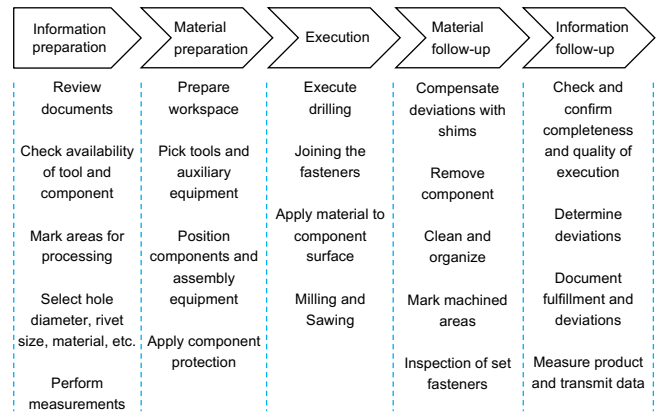 Information
preparation
Material
preparation
Execution
Material
follow-up
Information
follow-up
Review
documents
Check availability
of tool and
component
Mark areas for
processing
Select hole
diameter, rivet
size, material, etc.
Perform
measurements
Prepare
workspace
Pick tools and
auxiliary
equipment
Position
components and
assembly
equipment
Apply component
protection
Execute
drilling
Joining the
fasteners
Apply material to
component
surface
Milling and
Sawing
Compensate
deviations with
shims
Remove
component
Clean and
organize
Mark machined
areas
Inspection of set
fasteners
Check and
confirm
completeness
and quality of
execution
Determine
deviations
Document
fulfillment and
deviations
Measure product
and transmit data